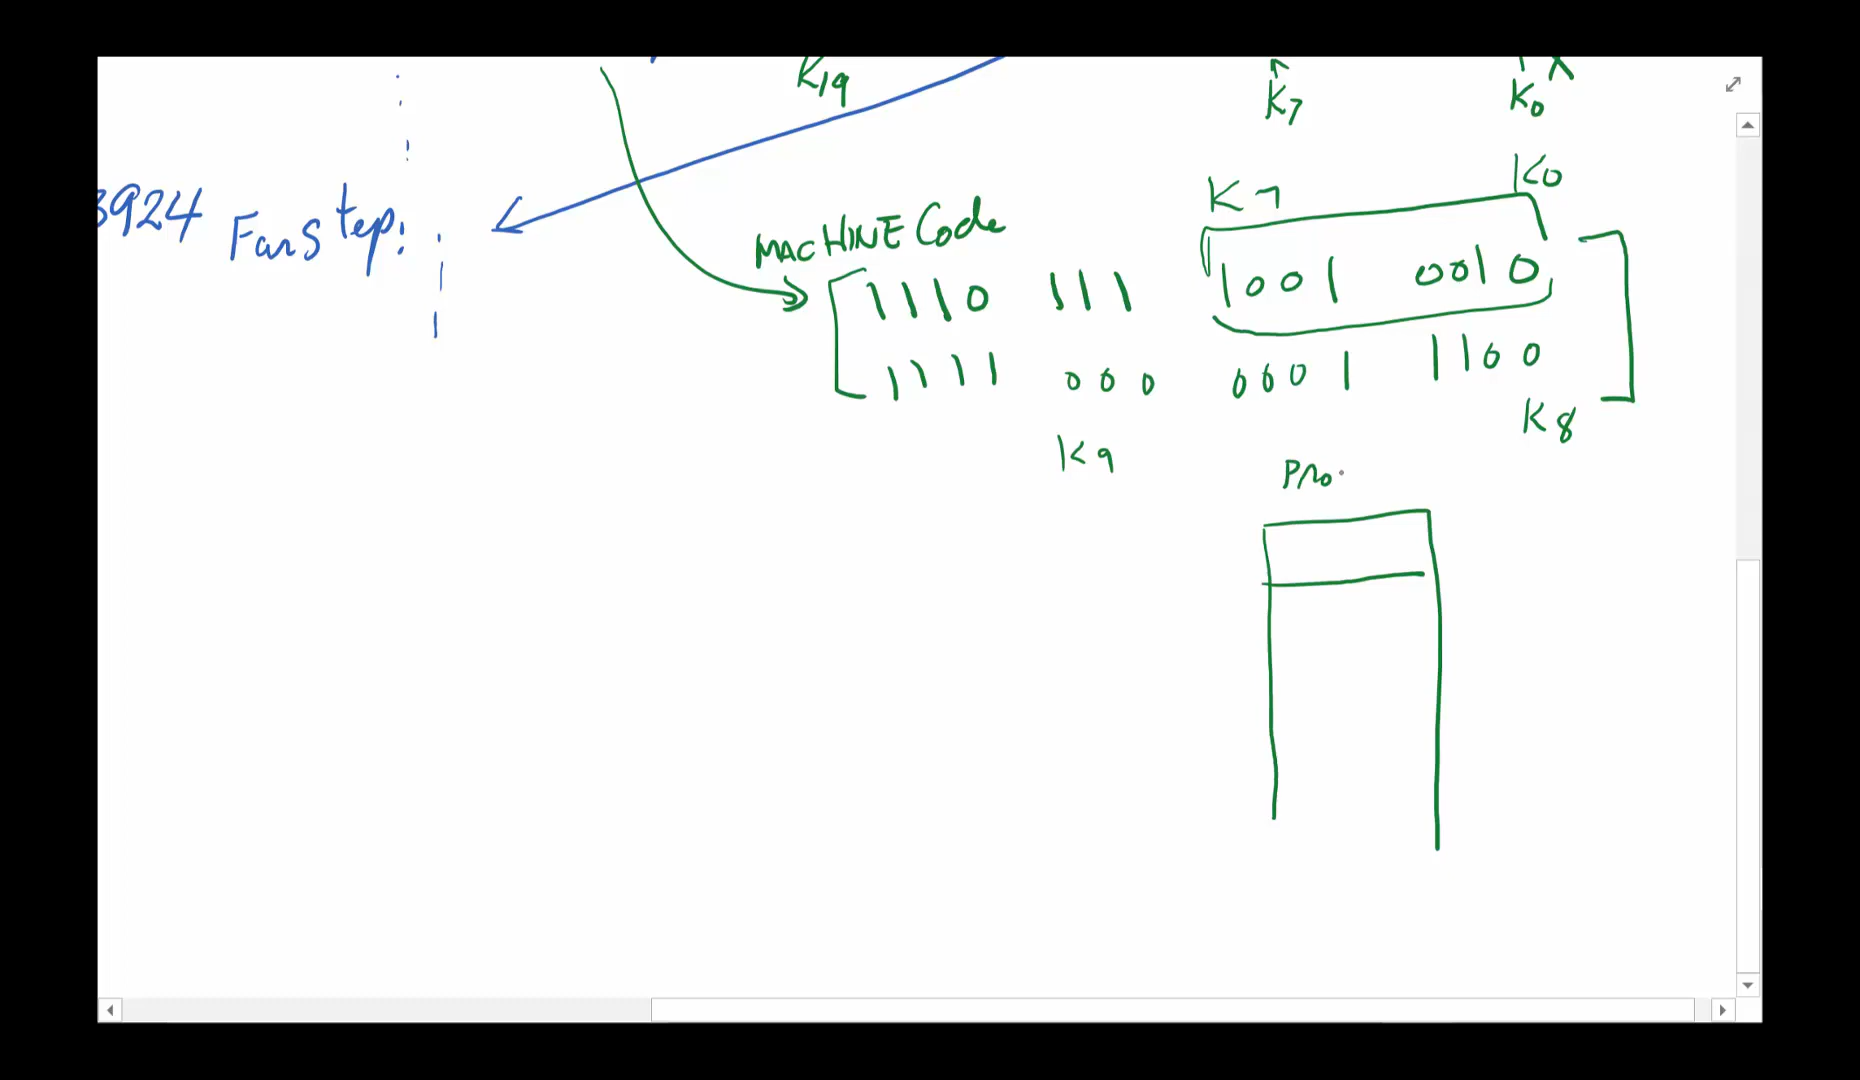 K19
K7
K0
3924 Farstep:
K7
K0
MACHINE Code
1110 111 1001 0010
1111 000 0001 1100
K9
K8
Pro